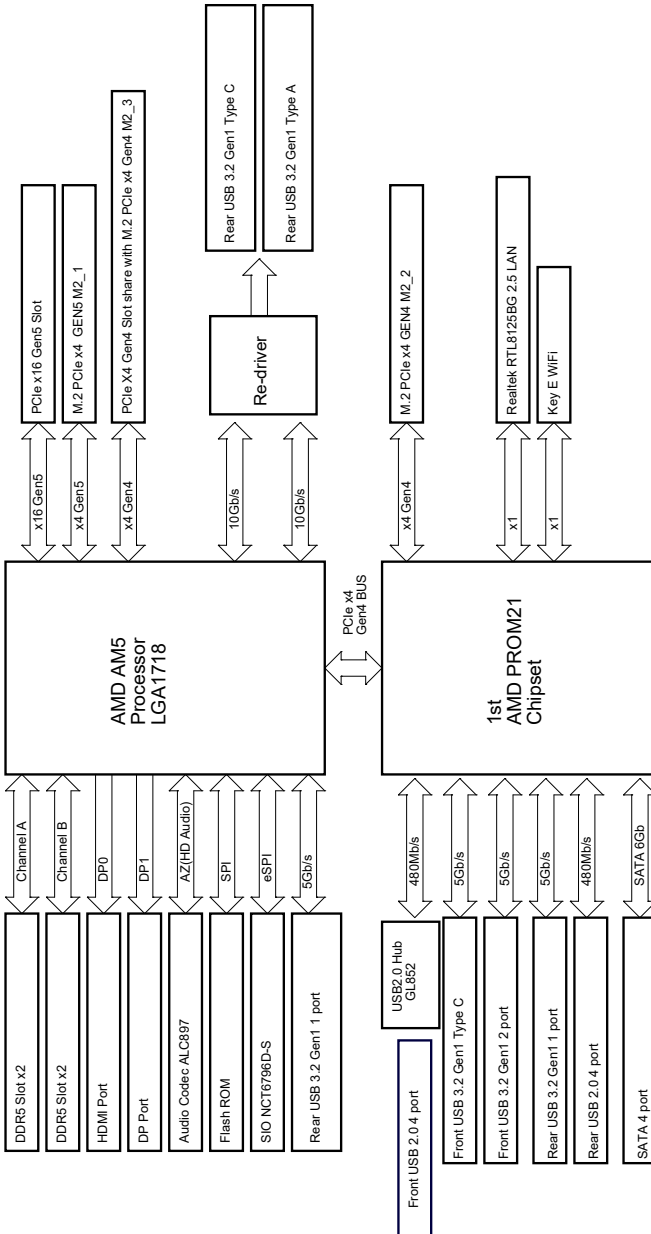 DDR5 Slot x2
Channel A
DDR5 Slot x2
Channel B
HDMI Port
DP0
DP Port
DP1
Audio Codec ALC897
AZ(HD Audio)
Flash ROM
SPI
SIO NCT6796D-S
eSPI
Rear USB 3.2 Gen1 1 port
5Gb/s
AMD AM5
Processor
LGA1718
x16 Gen5
PCIe x16 Gen5 Slot
x4 Gen5
M.2 PCIe x4 GEN5 M2_1
x4 Gen4
PCIe X4 Gen4 Slot share with M.2 PCIe x4 Gen4 M2_3
10Gb/s
10Gb/s
Re-driver
Rear USB 3.2 Gen1 Type C
Rear USB 3.2 Gen1 Type A
PCIe x4
Gen4 BUS
Front USB 2.0 4 port
USB2.0 Hub
GL852
480Mb/s
Front USB 3.2 Gen1 Type C
5Gb/s
Front USB 3.2 Gen1 2 port
5Gb/s
Rear USB 3.2 Gen1 1 port
5Gb/s
Rear USB 2.0 4 port
480Mb/s
SATA 4 port
SATA 6Gb
1st
AMD PROM21
Chipset
x4 Gen4
M.2 PCIe x4 GEN4 M2_2
x1
Realtek RTL8125BG 2.5 LAN
x1
Key E WiFi